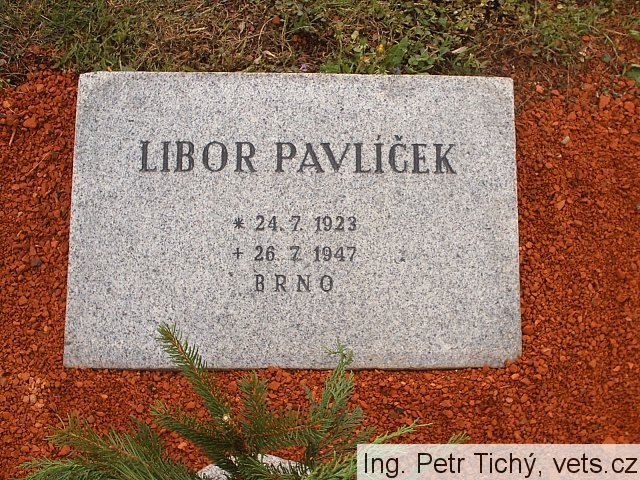 LIBOR PAVLÍČEK
* 24. 7. 1923
+ 26. 7. 1947
BRNO
Ing. Petr Tichý, vets.cz